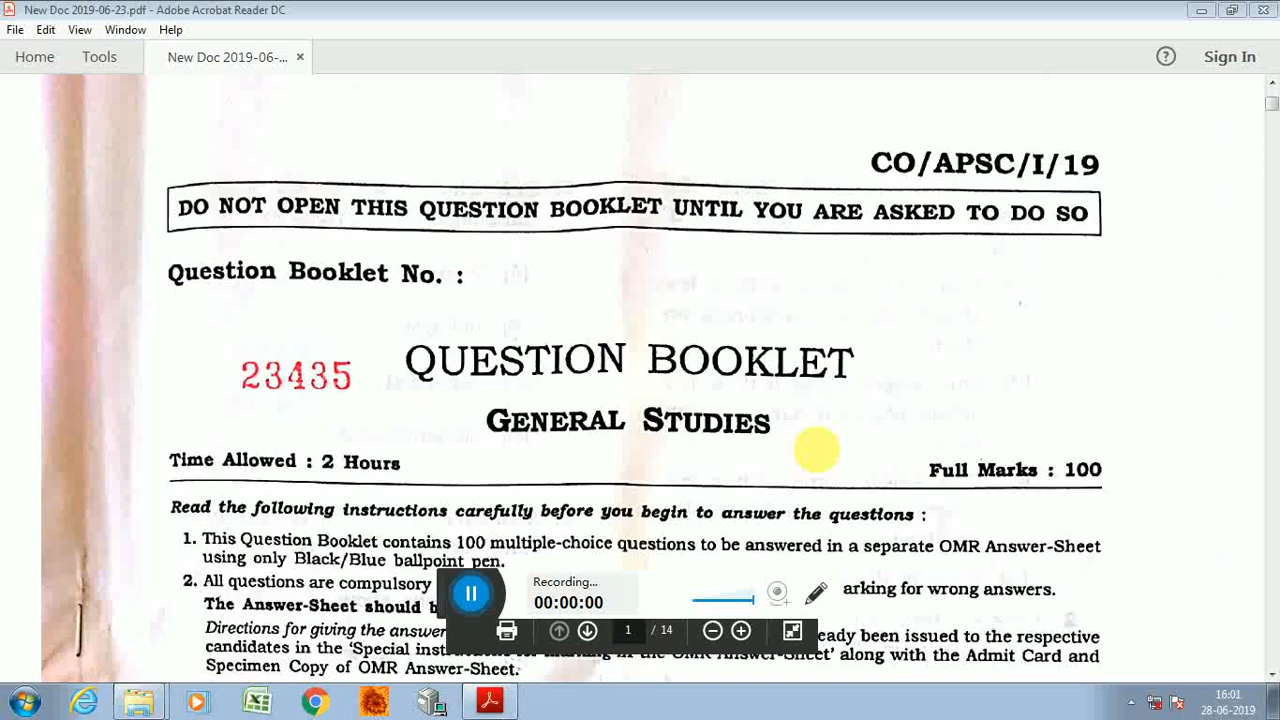 New Doc 2019-06-23.pdf - Adobe Acrobat Reader DC
File Edit View Window Help
Home Tools New Doc 2019-06-... × Sign In
CO/APSC/I/19
DO NOT OPEN THIS QUESTION BOOKLET UNTIL YOU ARE ASKED TO DO SO
Question Booklet No. :
23435
QUESTION BOOKLET
GENERAL STUDIES
Time Allowed : 2 Hours Full Marks : 100
Read the following instructions carefully before you begin to answer the questions :
1. This Question Booklet contains 100 multiple-choice questions to be answered in a separate OMR Answer-Sheet
using only Black/Blue ballpoint pen.
2. All questions are compulsory arking for wrong answers.
The Answer-Sheet should b
Directions for giving the answer eady been issued to the respective
candidates in the 'Special inst marking in the OMR Answer-Sheet' along with the Admit Card and
Specimen Copy of OMR Answer-Sheet.
Recording...
00:00:00
1 / 14
16:01
28-06-2019